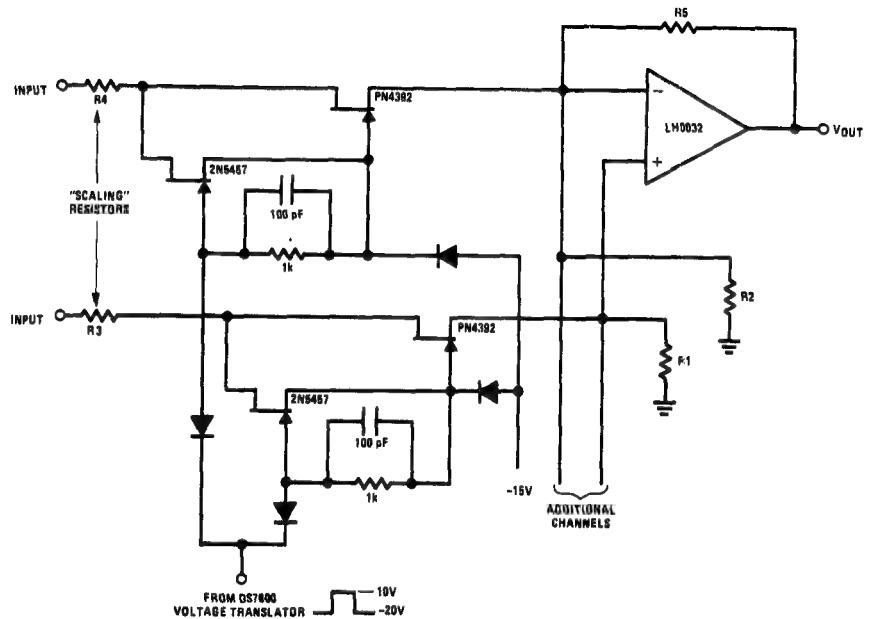 R5
INPUT
R4
PN4392
−
LH0032
VOUT
+
2N5457
"SCALING"
RESISTORS
100 pF
1k
R2
INPUT
R3
PN4392
R1
2N5457
100 pF
1k
−15V
ADDITIONAL
CHANNELS
FROM DS7800
VOLTAGE TRANSLATOR
10V
−20V